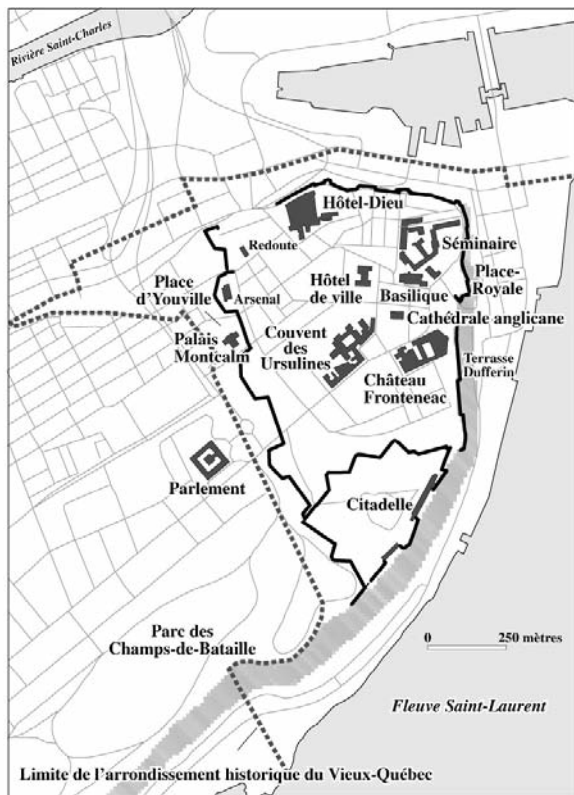 Rivière Saint-Charles
Hôtel-Dieu
Redoute
Séminaire
Place
d'Youville
Arsenal
Hôtel
de ville
Basilique
Place-
Royale
Cathédrale anglicane
Palais
Montcalm
Couvent
des
Ursulines
Château
Fronteneac
Terrasse
Dufferin
Parlement
Citadelle
Parc des
Champs-de-Bataille
0 250 mètres
Fleuve Saint-Laurent
Limite de l'arrondissement historique du Vieux-Québec